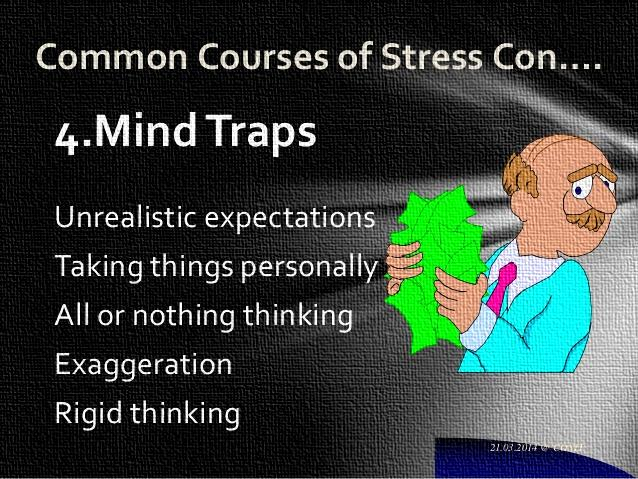 Common Courses of Stress Con....
4.Mind Traps
Unrealistic expectations
Taking things personally
All or nothing thinking
Exaggeration
Rigid thinking
21.03.2014 ©